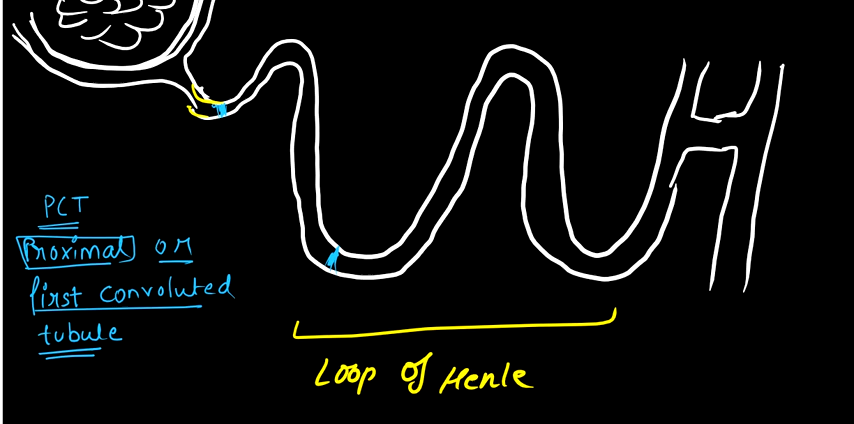 PCT
Proximal or
first convoluted
tubule
Loop of Henle